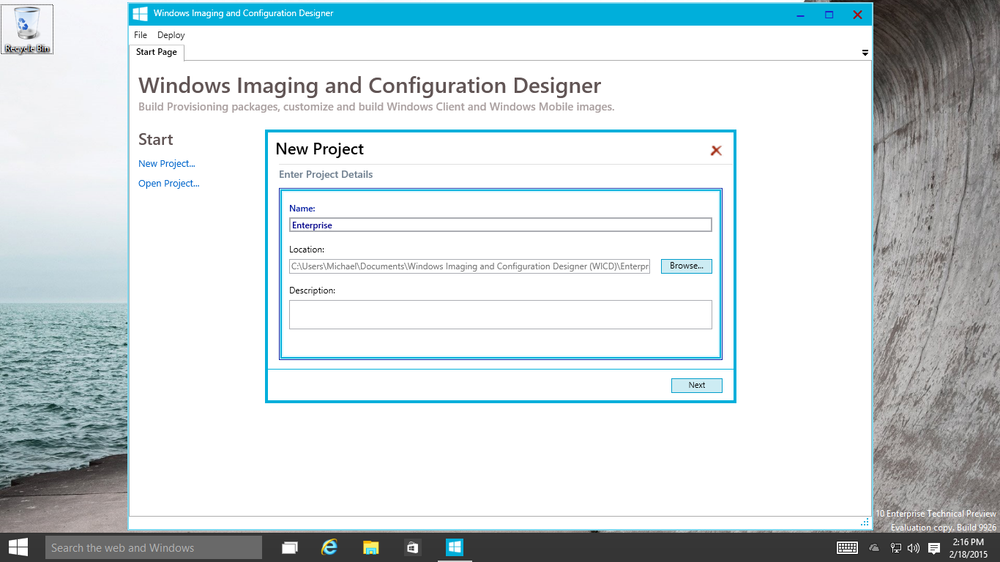 Recycle Bin
Windows Imaging and Configuration Designer
File Deploy
Start Page
Windows Imaging and Configuration Designer
Build Provisioning packages, customize and build Windows Client and Windows Mobile images.
Start
New Project...
Open Project...
New Project
Enter Project Details
Name:
Enterprise
Location:
C:\Users\Michael\Documents\Windows Imaging and Configuration Designer (WICD)\Enterpr
Browse...
Description:
Next
10 Enterprise Technical Preview
Evaluation copy. Build 9926
Search the web and Windows
2:16 PM
2/18/2015